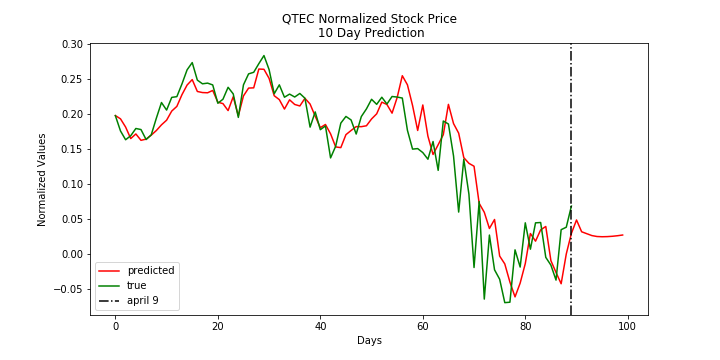 QTEC Normalized Stock Price
10 Day Prediction
Normalized Values
0.30
0.25
0.20
0.15
0.10
0.05
0.00
−0.05
predicted
true
april 9
0
20
40
60
80
100
Days